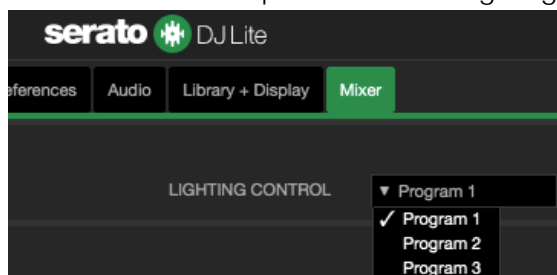 serato DJ Lite
eferences Audio Library + Display Mixer
LIGHTING CONTROL ▼ Program 1
✓ Program 1
Program 2
Program 3